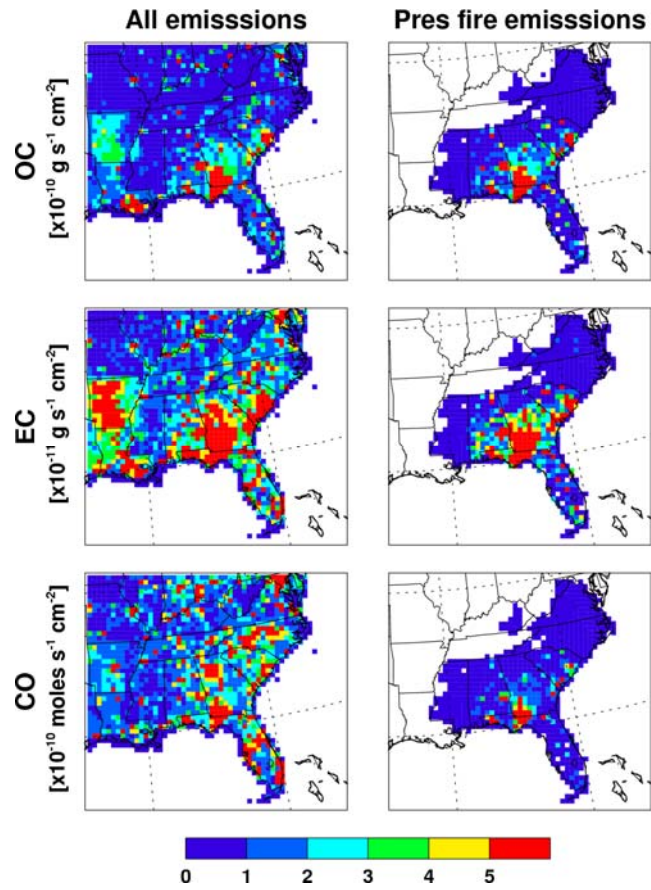 All emisssions
Pres fire emisssions
OC
[x10⁻¹⁰ g s⁻¹ cm⁻²]
EC
[x10⁻¹¹ g s⁻¹ cm⁻²]
CO
[x10⁻¹⁰ moles s⁻¹ cm⁻²]
0 1 2 3 4 5